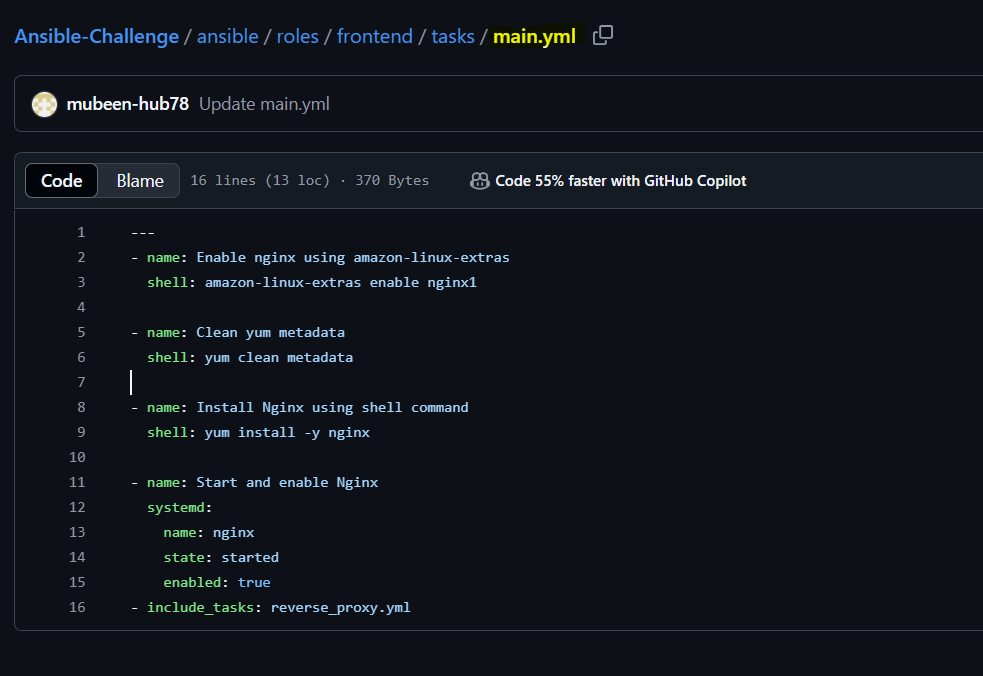 Ansible-Challenge / ansible / roles / frontend / tasks / main.yml
mubeen-hub78 Update main.yml
Code Blame 16 lines (13 loc) · 370 Bytes Code 55% faster with GitHub Copilot
1 ---
2 - name: Enable nginx using amazon-linux-extras
3 shell: amazon-linux-extras enable nginx1
4
5 - name: Clean yum metadata
6 shell: yum clean metadata
7
8 - name: Install Nginx using shell command
9 shell: yum install -y nginx
10
11 - name: Start and enable Nginx
12 systemd:
13 name: nginx
14 state: started
15 enabled: true
16 - include_tasks: reverse_proxy.yml